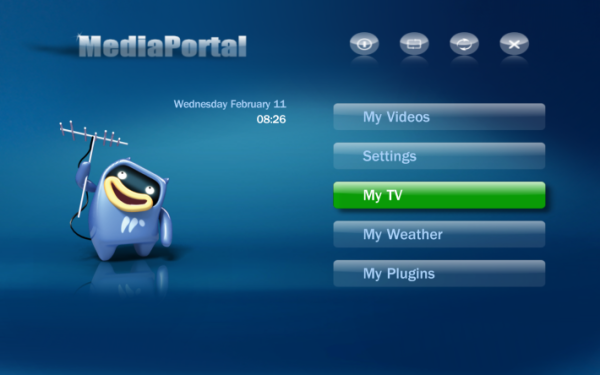 MediaPortal
Wednesday February 11
08:26
My Videos
Settings
My TV
My Weather
My Plugins